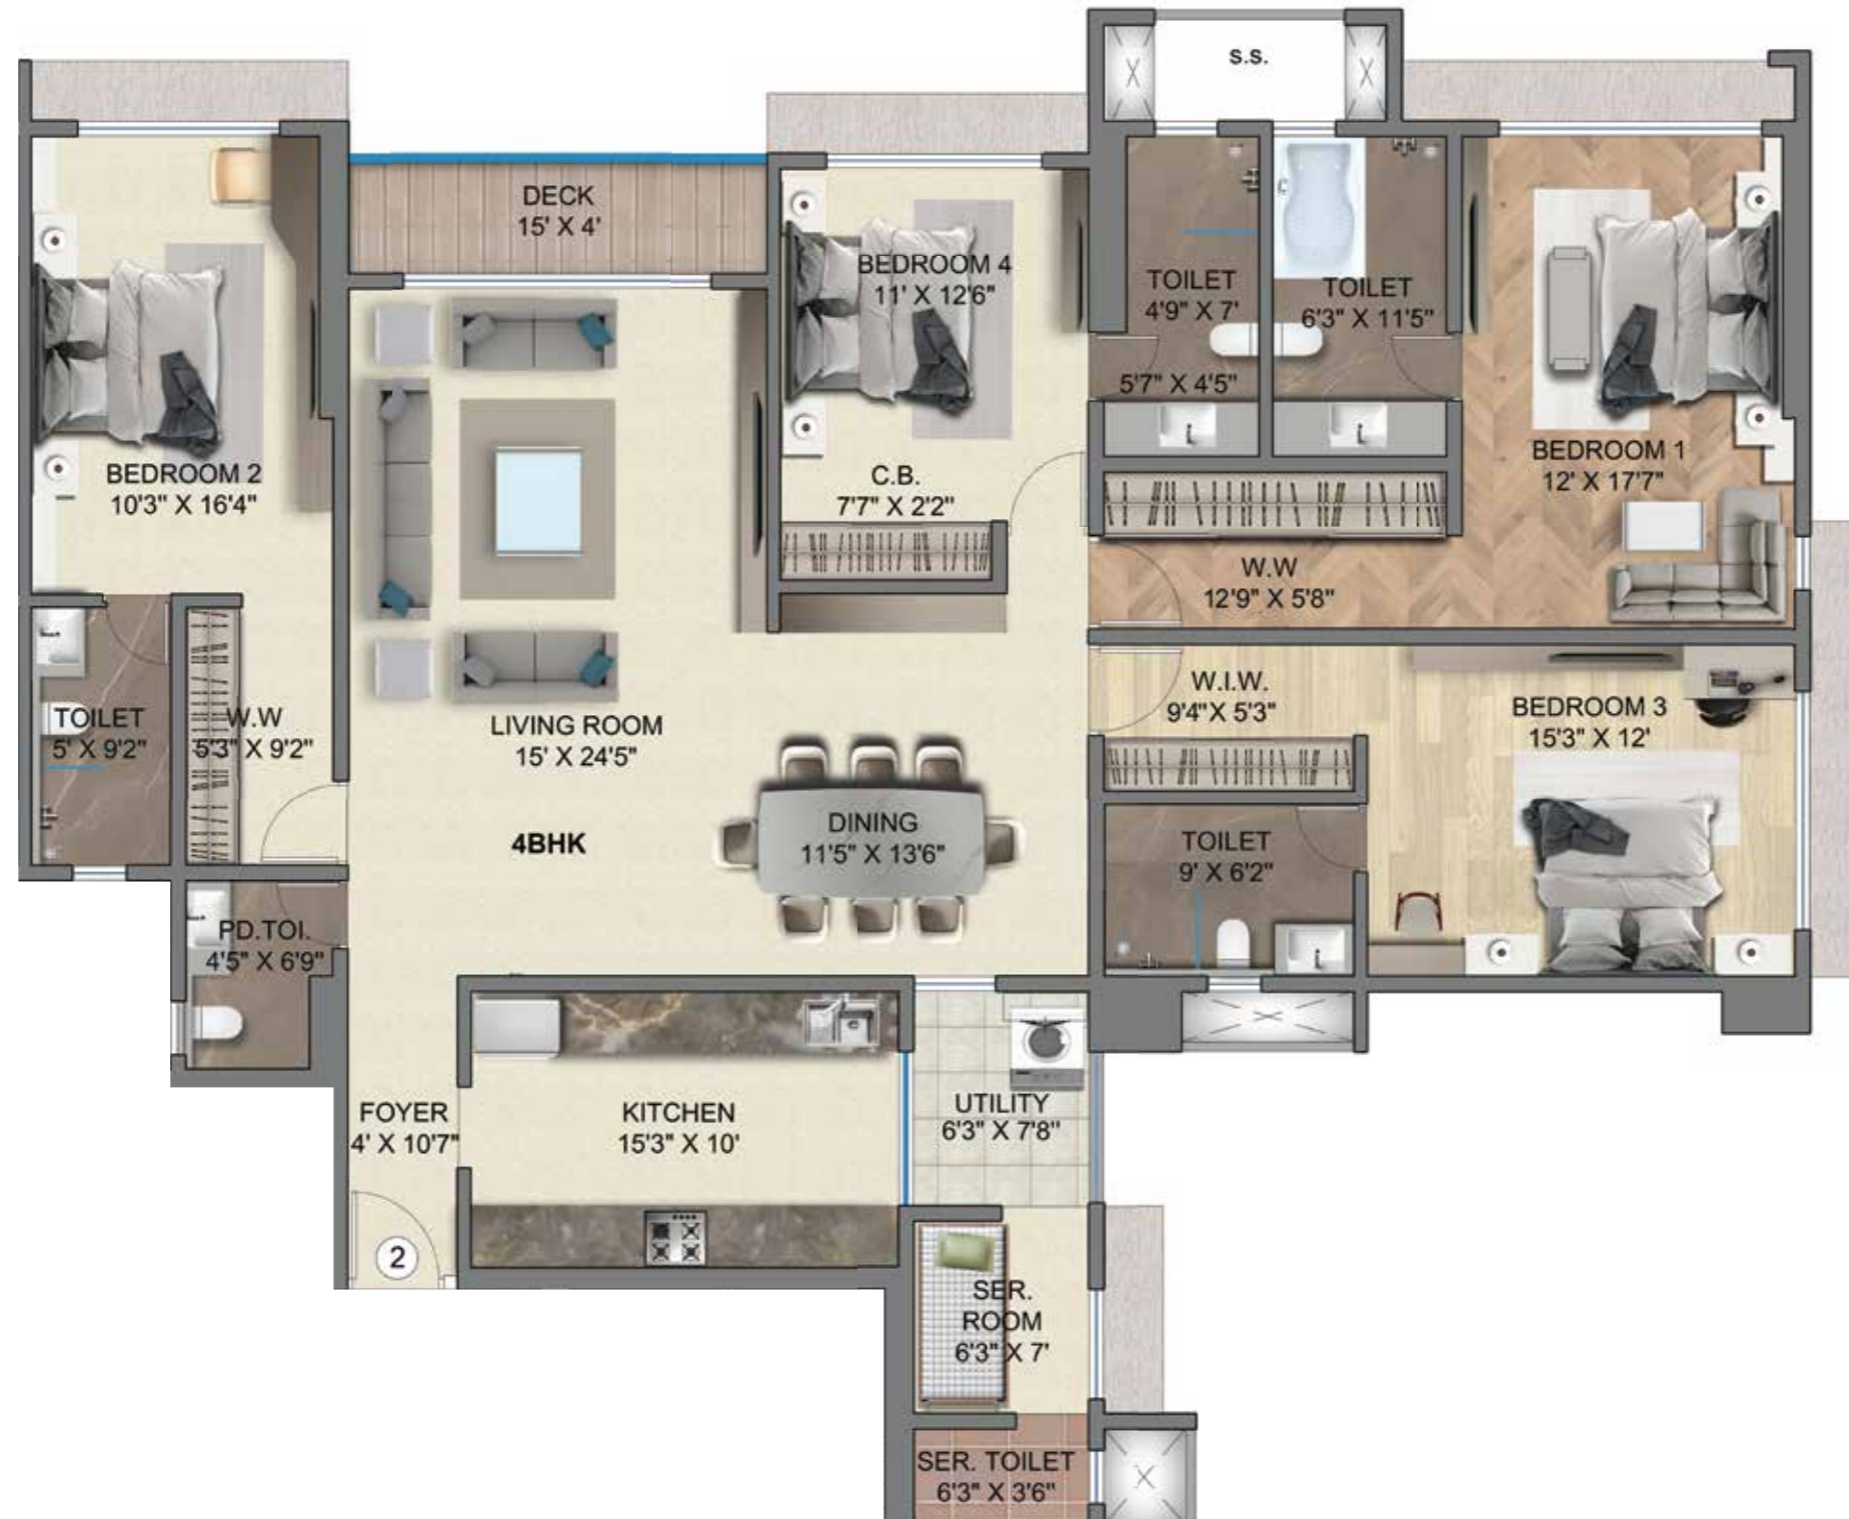 S.S.
DECK
15' X 4'
BEDROOM 4
11' X 12'6"
TOILET
4'9" X 7'
5'7" X 4'5"
TOILET
6'3" X 11'5"
BEDROOM 1
12' X 17'7"
BEDROOM 2
10'3" X 16'4"
C.B.
7'7" X 2'2"
W.W
12'9" X 5'8"
W.I.W.
9'4"X 5'3"
BEDROOM 3
15'3" X 12'
TOILET
5' X 9'2"
W.W
5'3" X 9'2"
LIVING ROOM
15' X 24'5"
4BHK
DINING
11'5" X 13'6"
TOILET
9' X 6'2"
PD.TOI.
4'5" X 6'9"
FOYER
4' X 10'7"
KITCHEN
15'3" X 10'
UTILITY
6'3" X 7'8"
2
SER.
ROOM
6'3" X 7'
SER. TOILET
6'3" X 3'6"